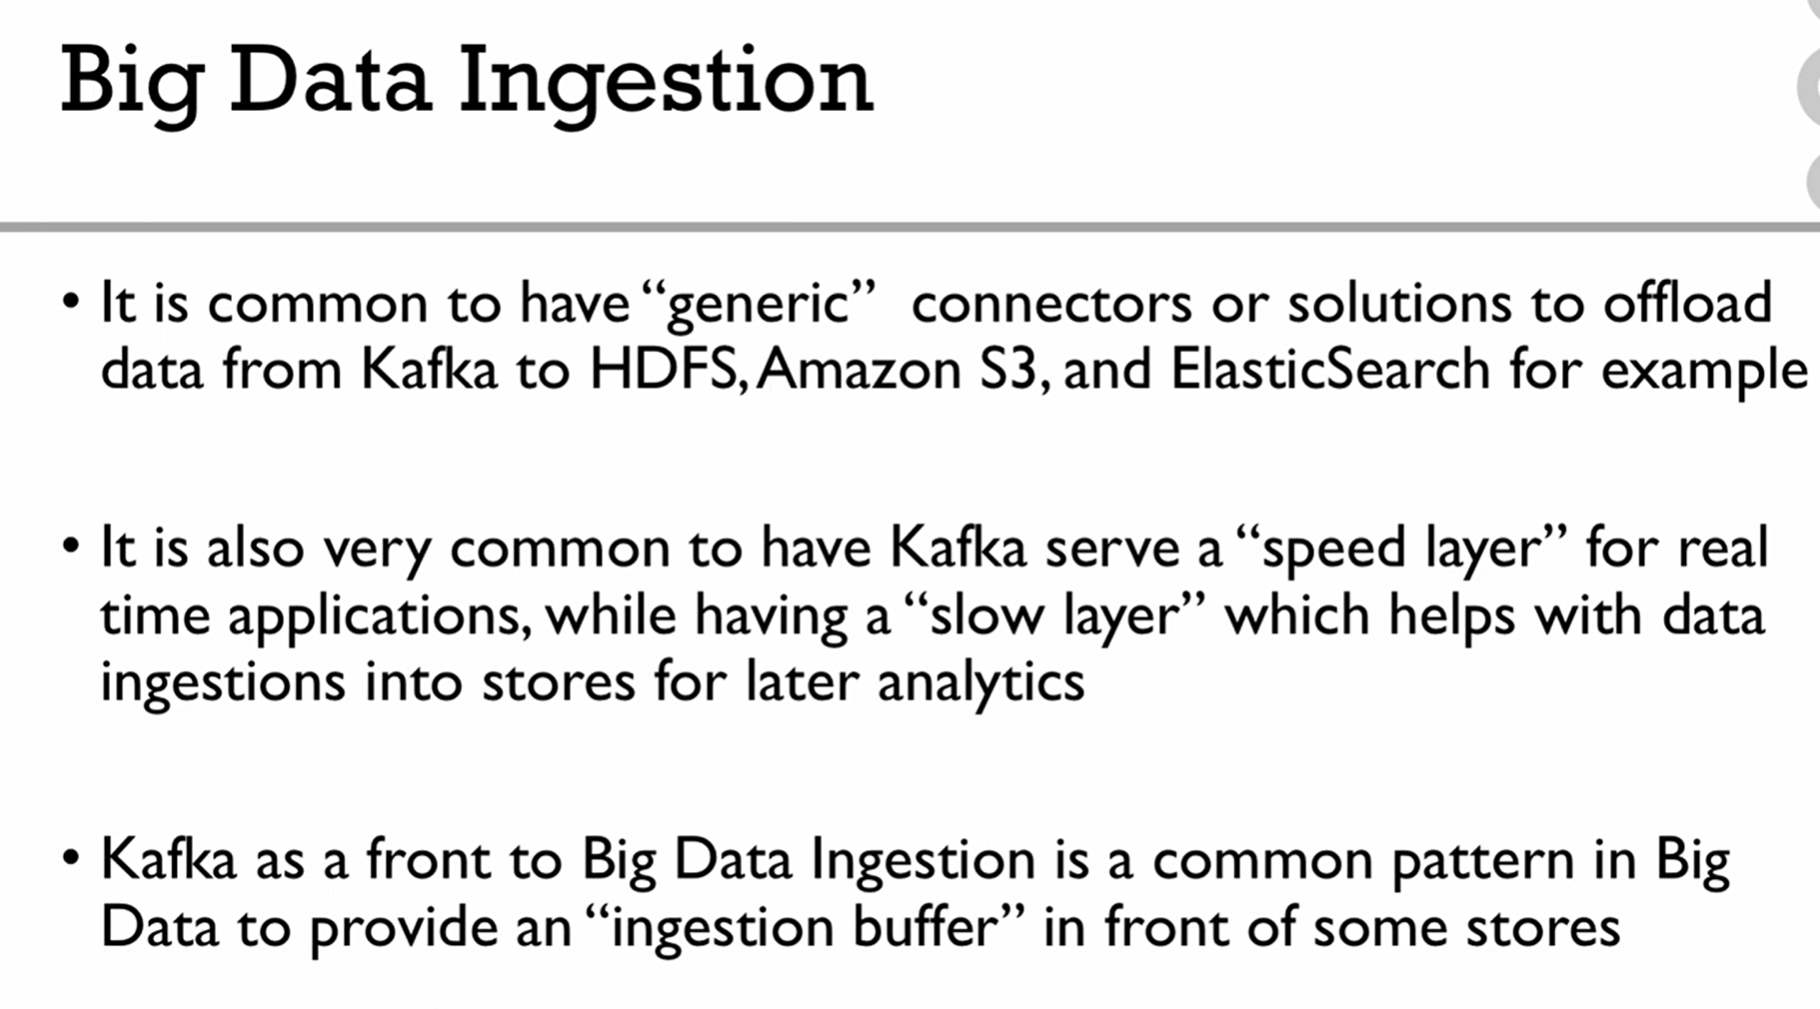 Big Data Ingestion
• It is common to have “generic”  connectors or solutions to offload
data from Kafka to HDFS, Amazon S3, and ElasticSearch for example
• It is also very common to have Kafka serve a “speed layer” for real
time applications, while having a “slow layer” which helps with data
ingestions into stores for later analytics
• Kafka as a front to Big Data Ingestion is a common pattern in Big
Data to provide an “ingestion buffer” in front of some stores